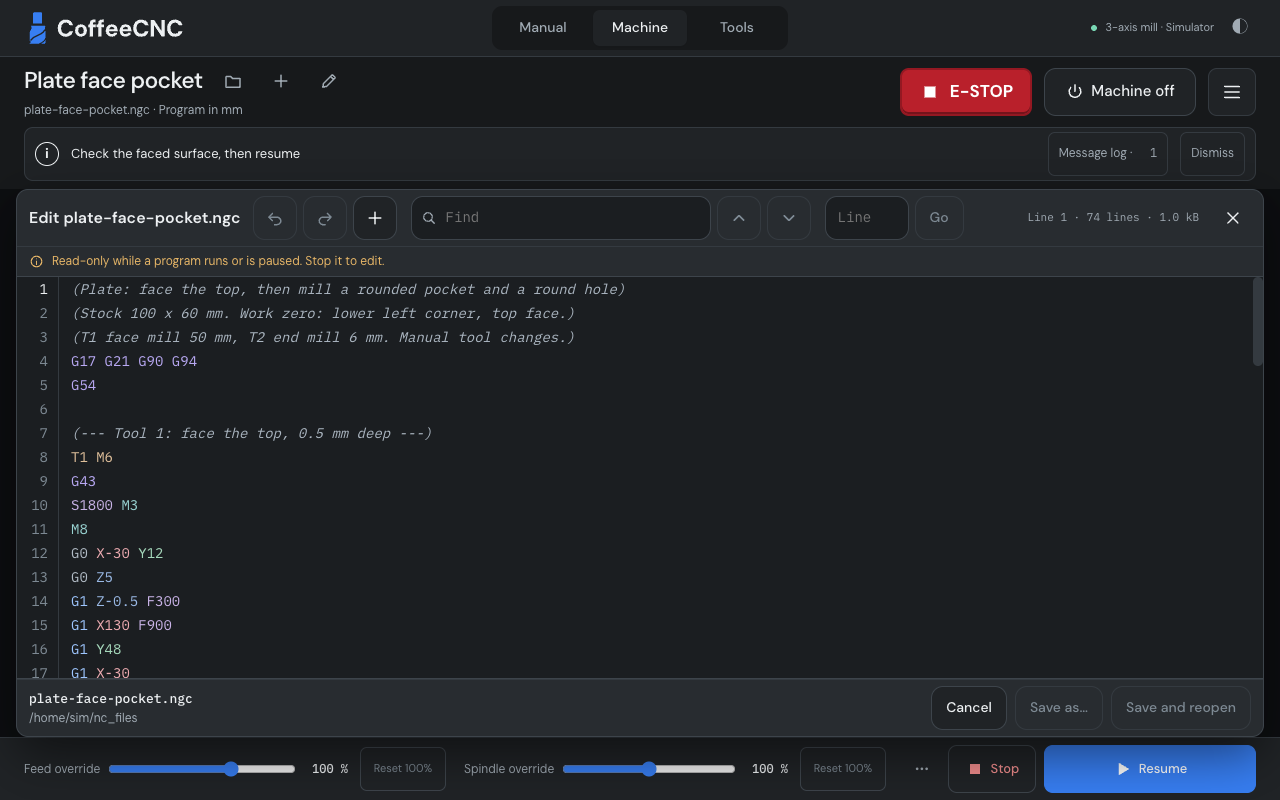 CoffeeCNC
Manual
Machine
Tools
3-axis mill · Simulator
Plate face pocket
plate-face-pocket.ngc · Program in mm
E-STOP
Machine off
Check the faced surface, then resume
Message log · 1
Dismiss
Edit plate-face-pocket.ngc
Find
Line
Go
Line 1 · 74 lines · 1.0 kB
Read-only while a program runs or is paused. Stop it to edit.
1 (Plate: face the top, then mill a rounded pocket and a round hole)
2 (Stock 100 x 60 mm. Work zero: lower left corner, top face.)
3 (T1 face mill 50 mm, T2 end mill 6 mm. Manual tool changes.)
4 G17 G21 G90 G94
5 G54
6
7 (--- Tool 1: face the top, 0.5 mm deep ---)
8 T1 M6
9 G43
10 S1800 M3
11 M8
12 G0 X-30 Y12
13 G0 Z5
14 G1 Z-0.5 F300
15 G1 X130 F900
16 G1 Y48
17 G1 X-30
plate-face-pocket.ngc
/home/sim/nc_files
Cancel
Save as…
Save and reopen
Feed override
100 %
Reset 100%
Spindle override
100 %
Reset 100%
Stop
Resume